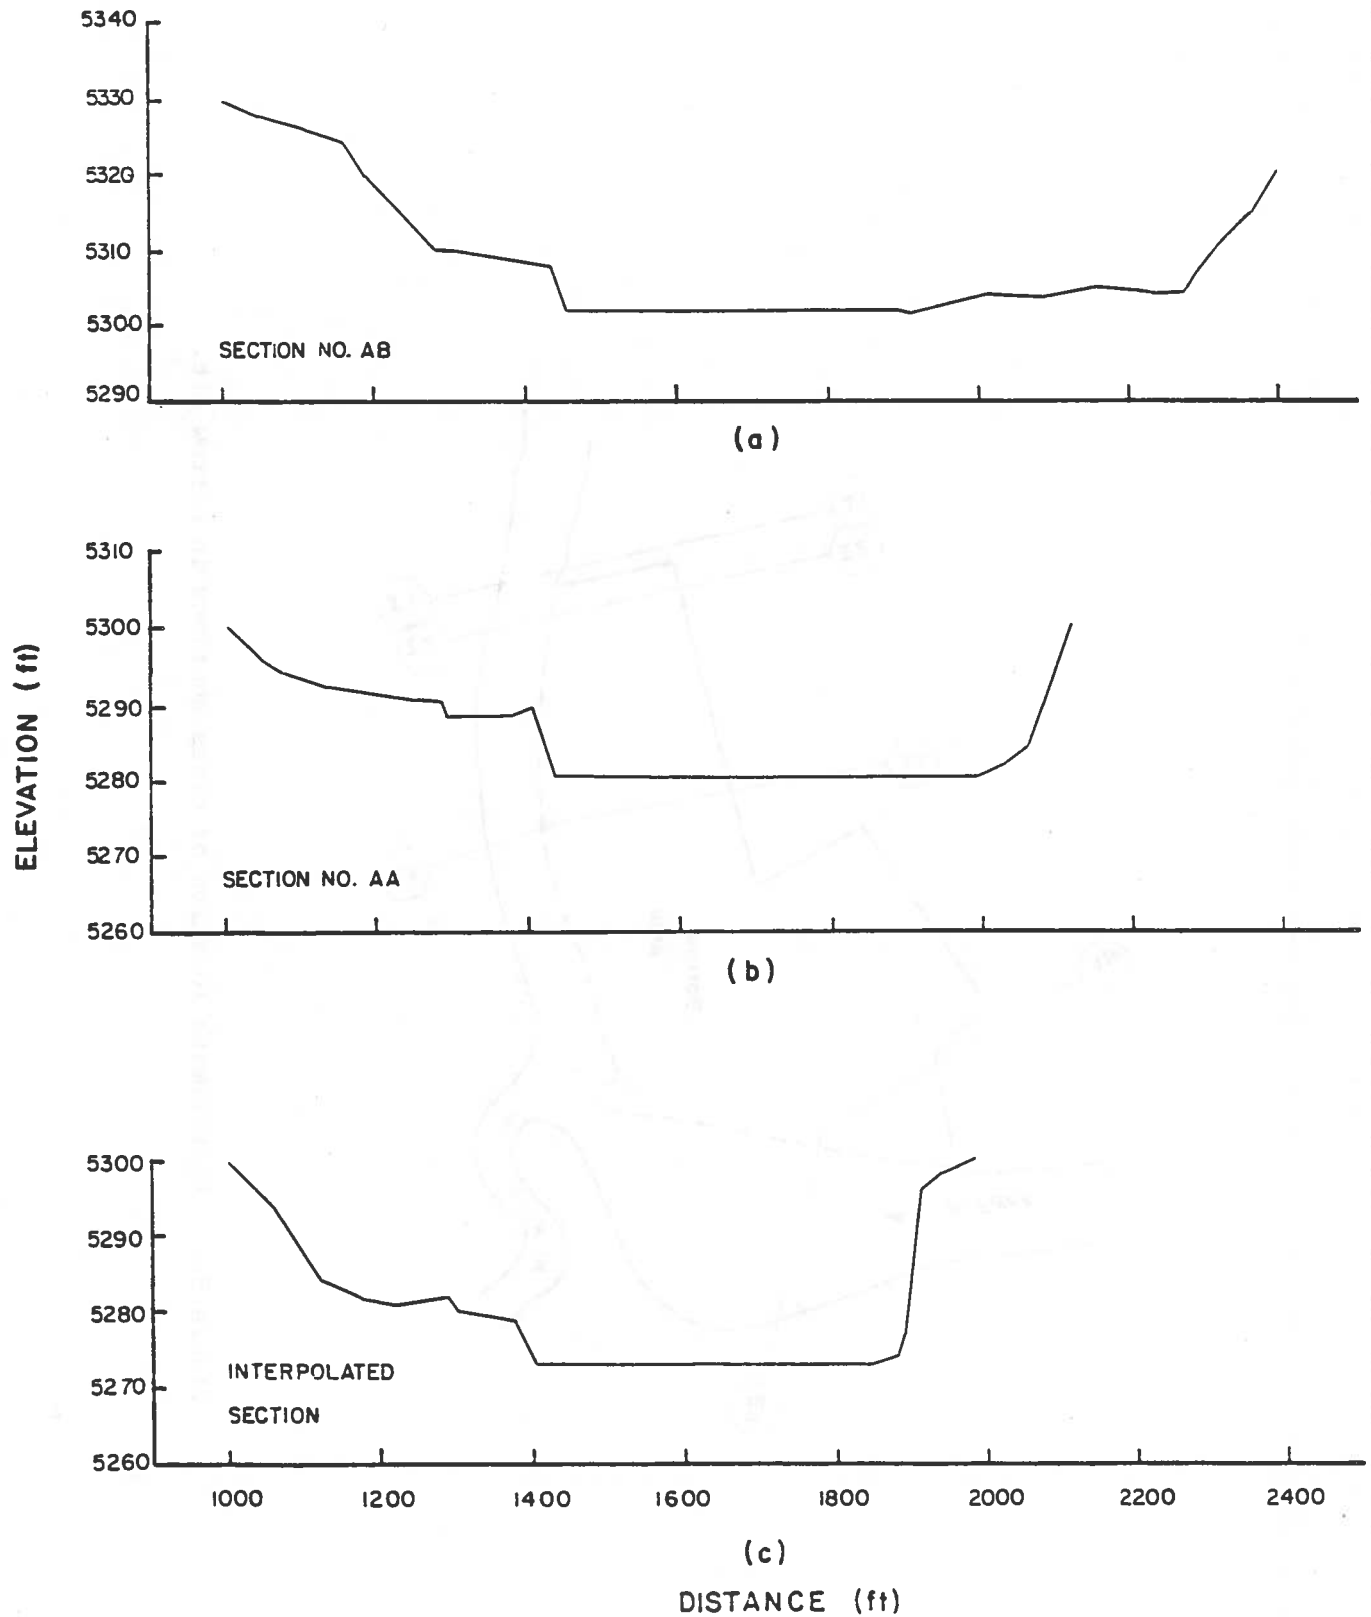 5340
5330
5320
5310
5300
SECTION NO. AB
5290
(a)
5310
5300
5290
5280
5270
SECTION NO. AA
5260
(b)
ELEVATION (ft)
5300
5290
5280
INTERPOLATED
5270
SECTION
5260
1000 1200 1400 1600 1800 2000 2200 2400
(c)
DISTANCE (ft)